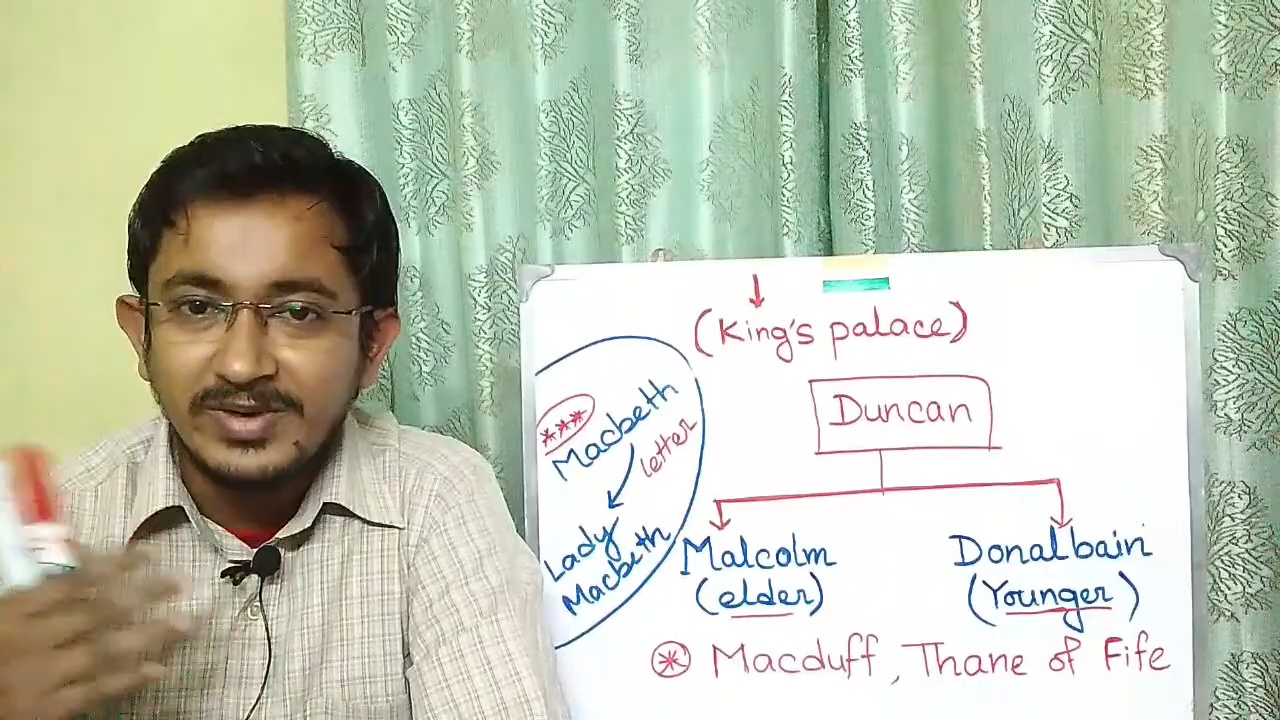 (King's palace)
Duncan
***
Macbeth
letter
Lady
Macbeth
Malcolm
(elder)
Donalbain
(Younger)
* Macduff, Thane of Fife